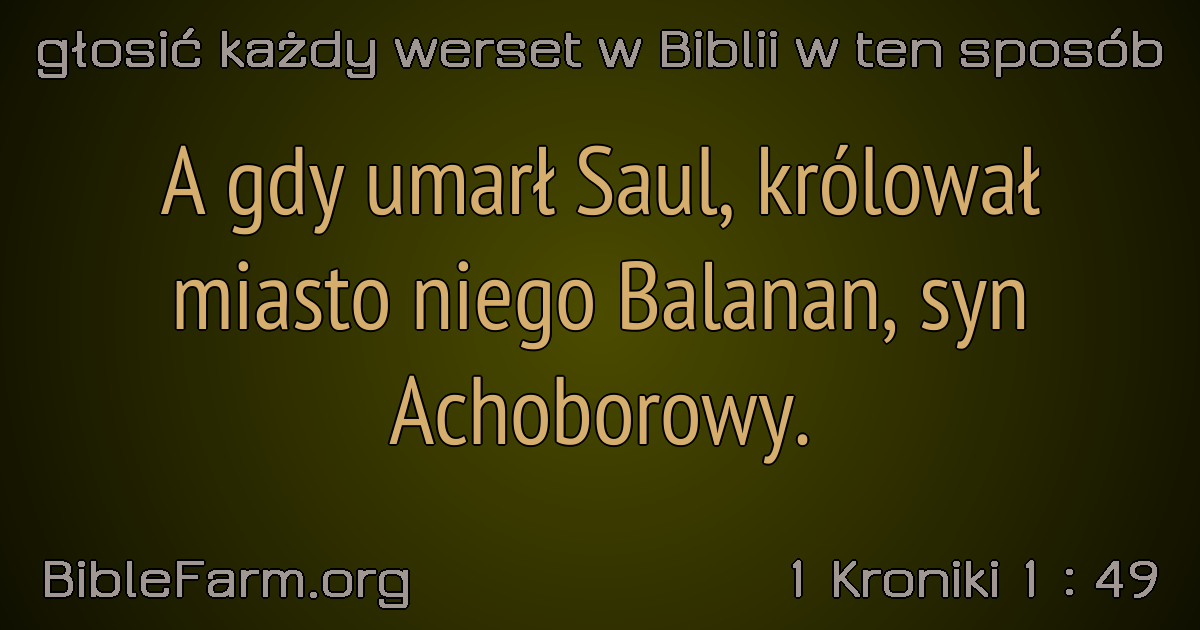 głosić każdy werset w Biblii w ten sposób
A gdy umarł Saul, królował
miasto niego Balanan, syn
Achoborowy.
BibleFarm.org
1 Kroniki 1 : 49